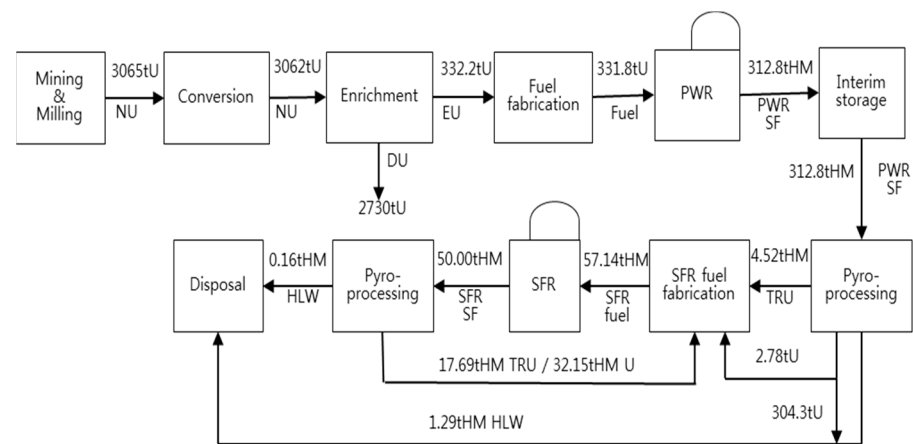 Mining
&
Milling
3065tU
NU
Conversion
3062tU
NU
Enrichment
DU
2730tU
332.2tU
EU
Fuel
fabrication
331.8tU
Fuel
PWR
312.8tHM
PWR
SF
Interim
storage
312.8tHM
PWR
SF
Pyro-
processing
4.52tHM
TRU
SFR fuel
fabrication
57.14tHM
SFR
fuel
SFR
50.00tHM
SFR
SF
Pyro-
processing
0.16tHM
HLW
Disposal
17.69tHM TRU / 32.15tHM U
2.78tU
304.3tU
1.29tHM HLW